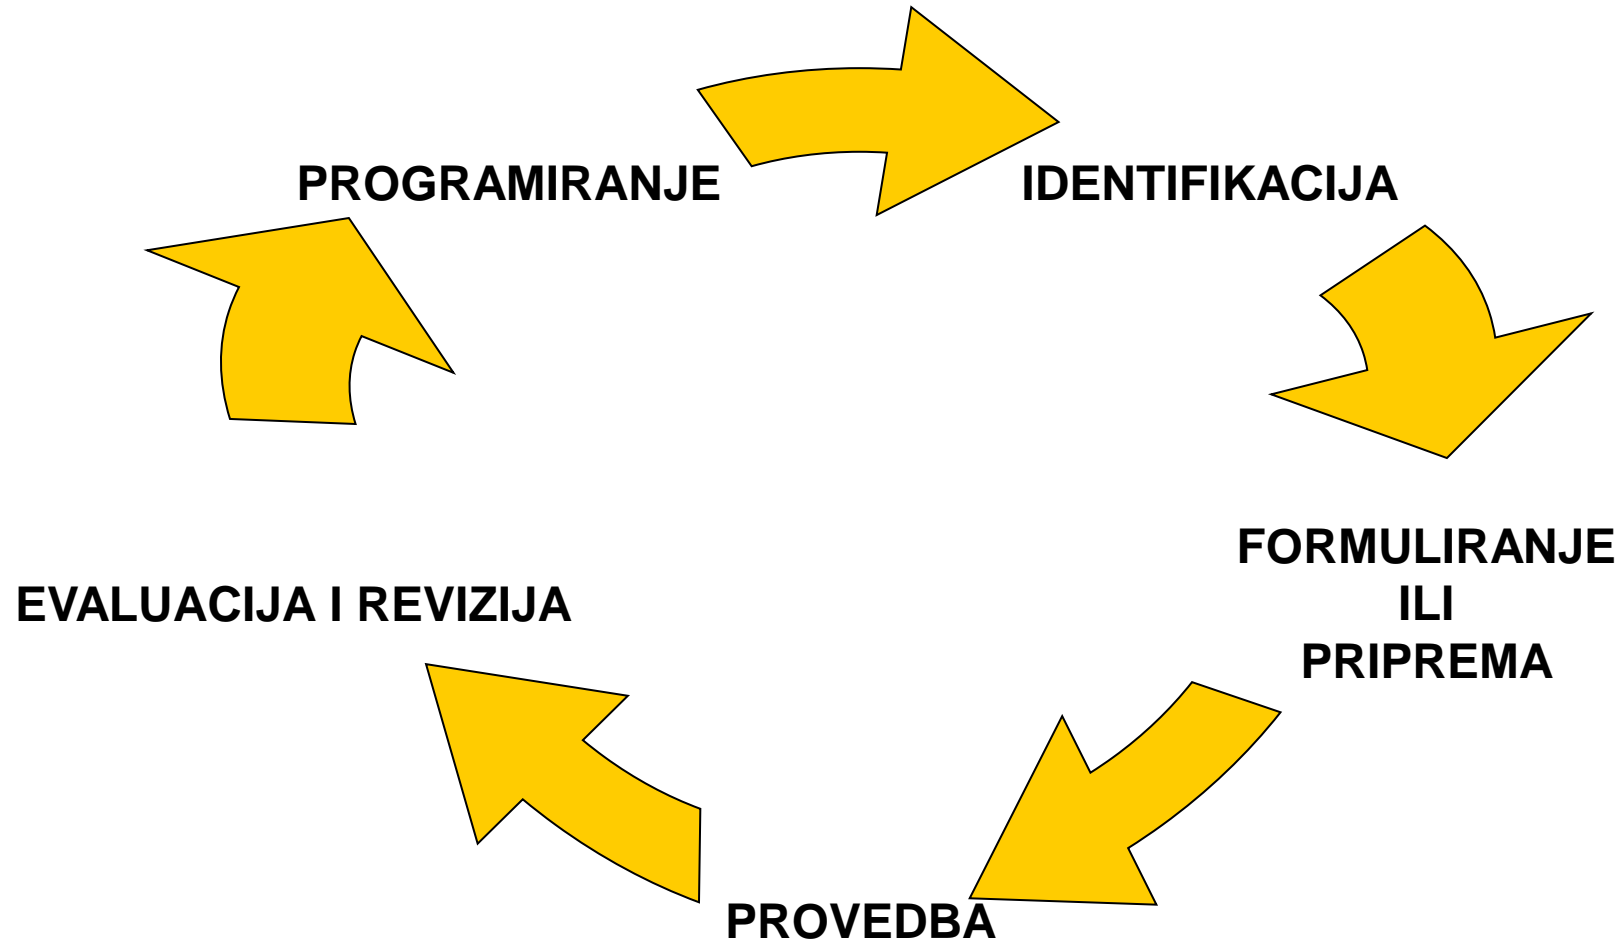 PROGRAMIRANJE
IDENTIFIKACIJA
FORMULIRANJE
ILI
PRIPREMA
EVALUACIJA I REVIZIJA
PROVEDBA